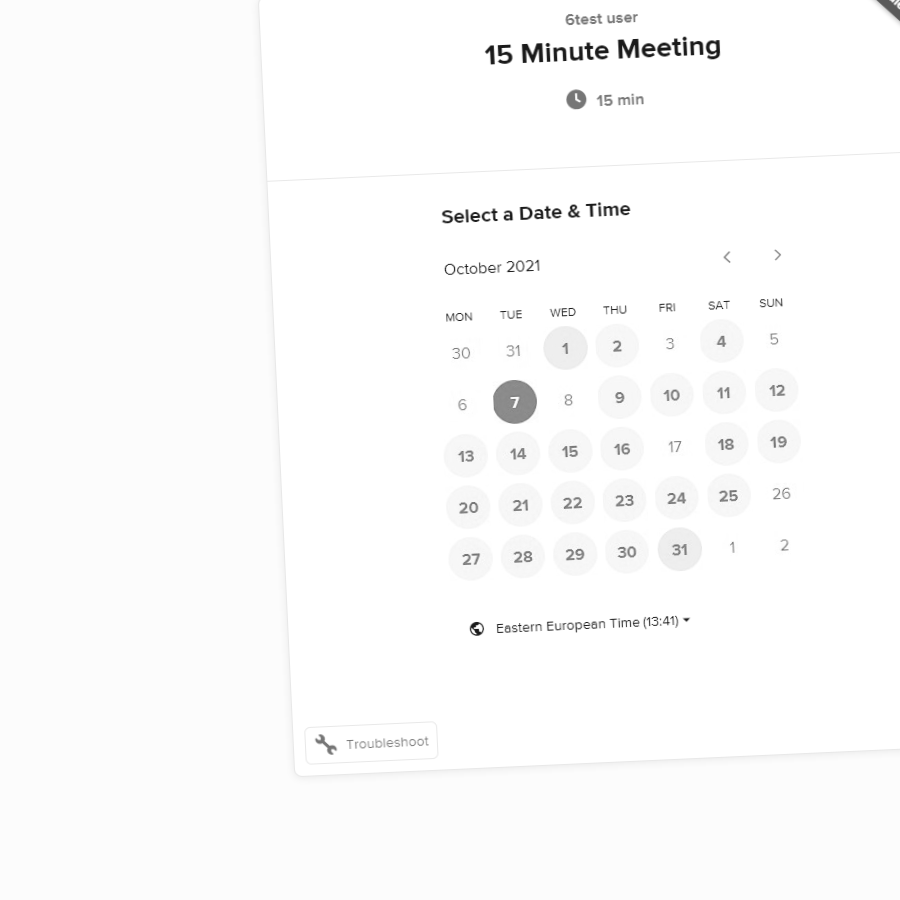 6test user
15 Minute Meeting
15 min
Select a Date & Time
October 2021
MON TUE WED THU FRI SAT SUN
30 31 1 2 3 4 5
6 7 8 9 10 11 12
13 14 15 16 17 18 19
20 21 22 23 24 25 26
27 28 29 30 31 1 2
Eastern European Time (13:41)
Troubleshoot